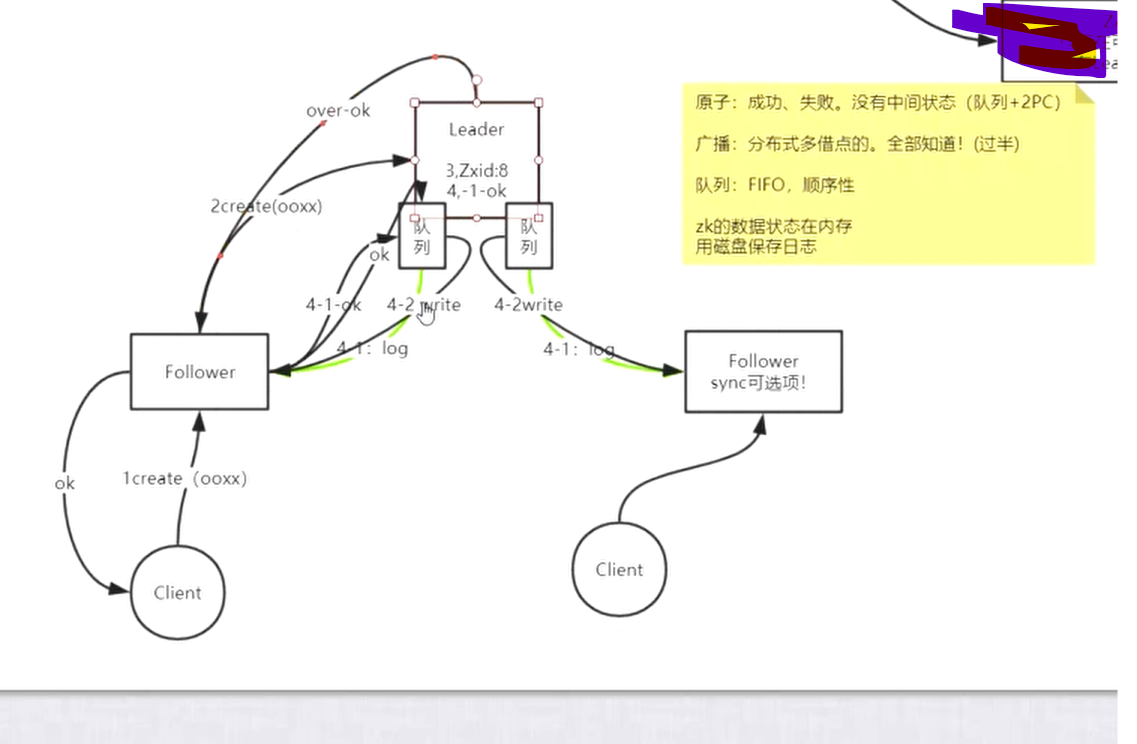 over-ok
Leader
3,Zxid:8
4,-1-ok
2create(ooxx)
队列
队列
ok
4-1-ok
4-2 write
4-2write
4-1：log
4-1：log
Follower
Follower
sync可选项！
ok
1create（ooxx）
Client
Client
原子：成功、失败。没有中间状态（队列+2PC）
广播：分布式多借点的。全部知道！(过半)
队列：FIFO，顺序性
zk的数据状态在内存
用磁盘保存日志